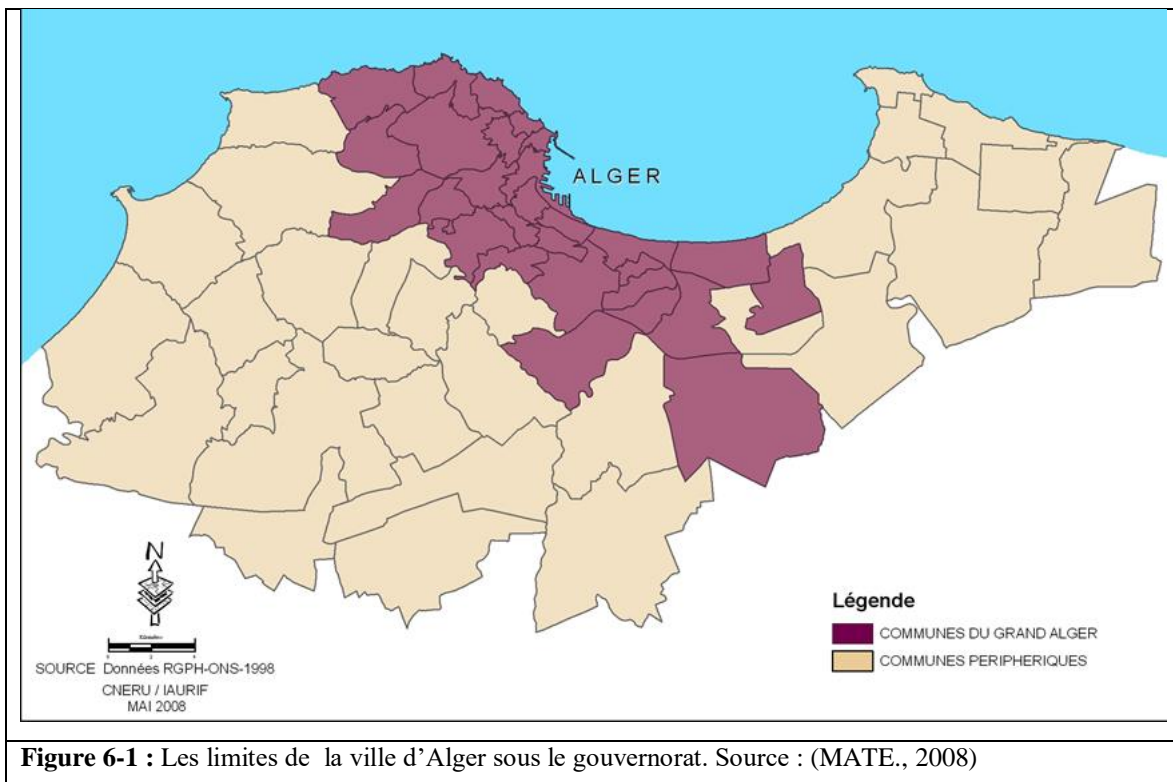 ALGER
N
SOURCE Données RGPH-ONS-1998
CNERU / IAURIF
MAI 2008
Légende
COMMUNES DU GRAND ALGER
COMMUNES PERIPHERIQUES
Figure 6-1 : Les limites de la ville d’Alger sous le gouvernorat. Source : (MATE., 2008)